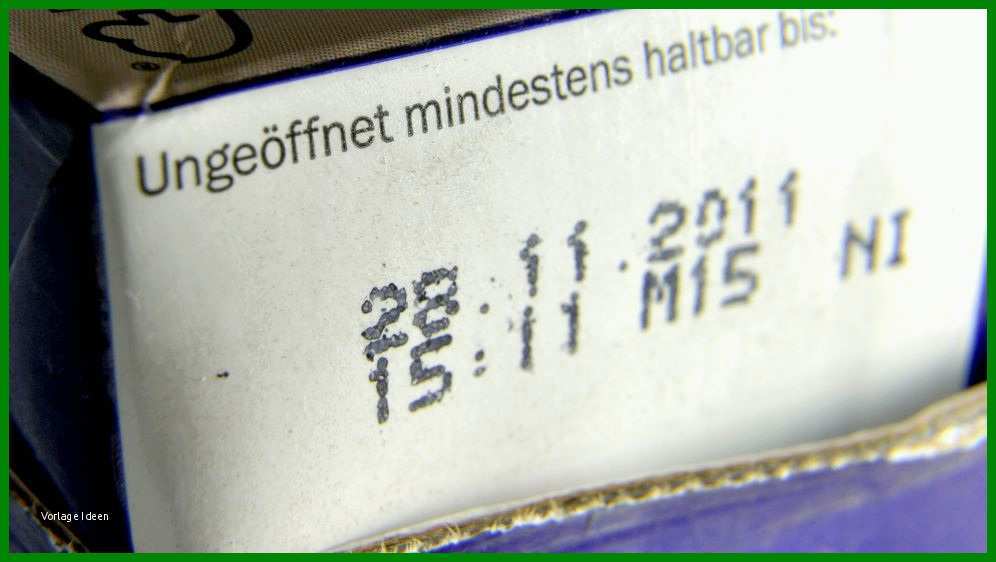 Ungeöffnet mindestens haltbar bis:
28.11.2011
15:11 M15 NI
Vorlage Ideen